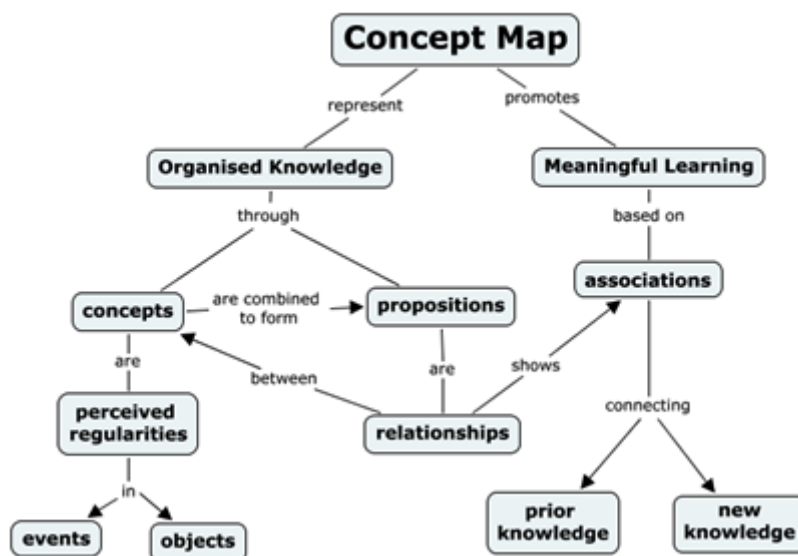 Concept Map
represent
promotes
Organised Knowledge
Meaningful Learning
through
based on
concepts
are combined
to form
propositions
associations
are
between
are
shows
perceived
regularities
relationships
connecting
in
events
objects
prior
knowledge
new
knowledge